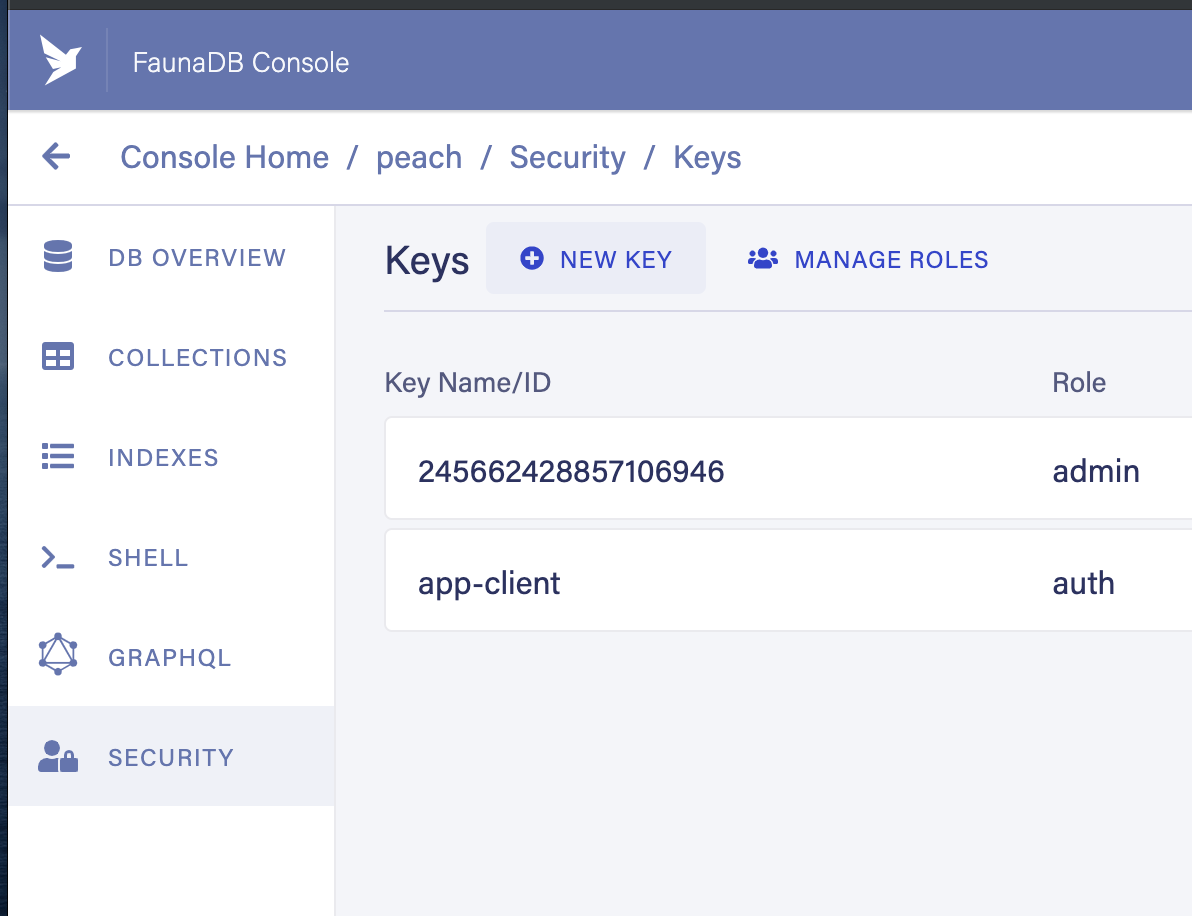 FaunaDB Console
Console Home / peach / Security / Keys
DB OVERVIEW
COLLECTIONS
INDEXES
SHELL
GRAPHQL
SECURITY
Keys NEW KEY MANAGE ROLES
Key Name/ID Role
245662428857106946 admin
app-client auth